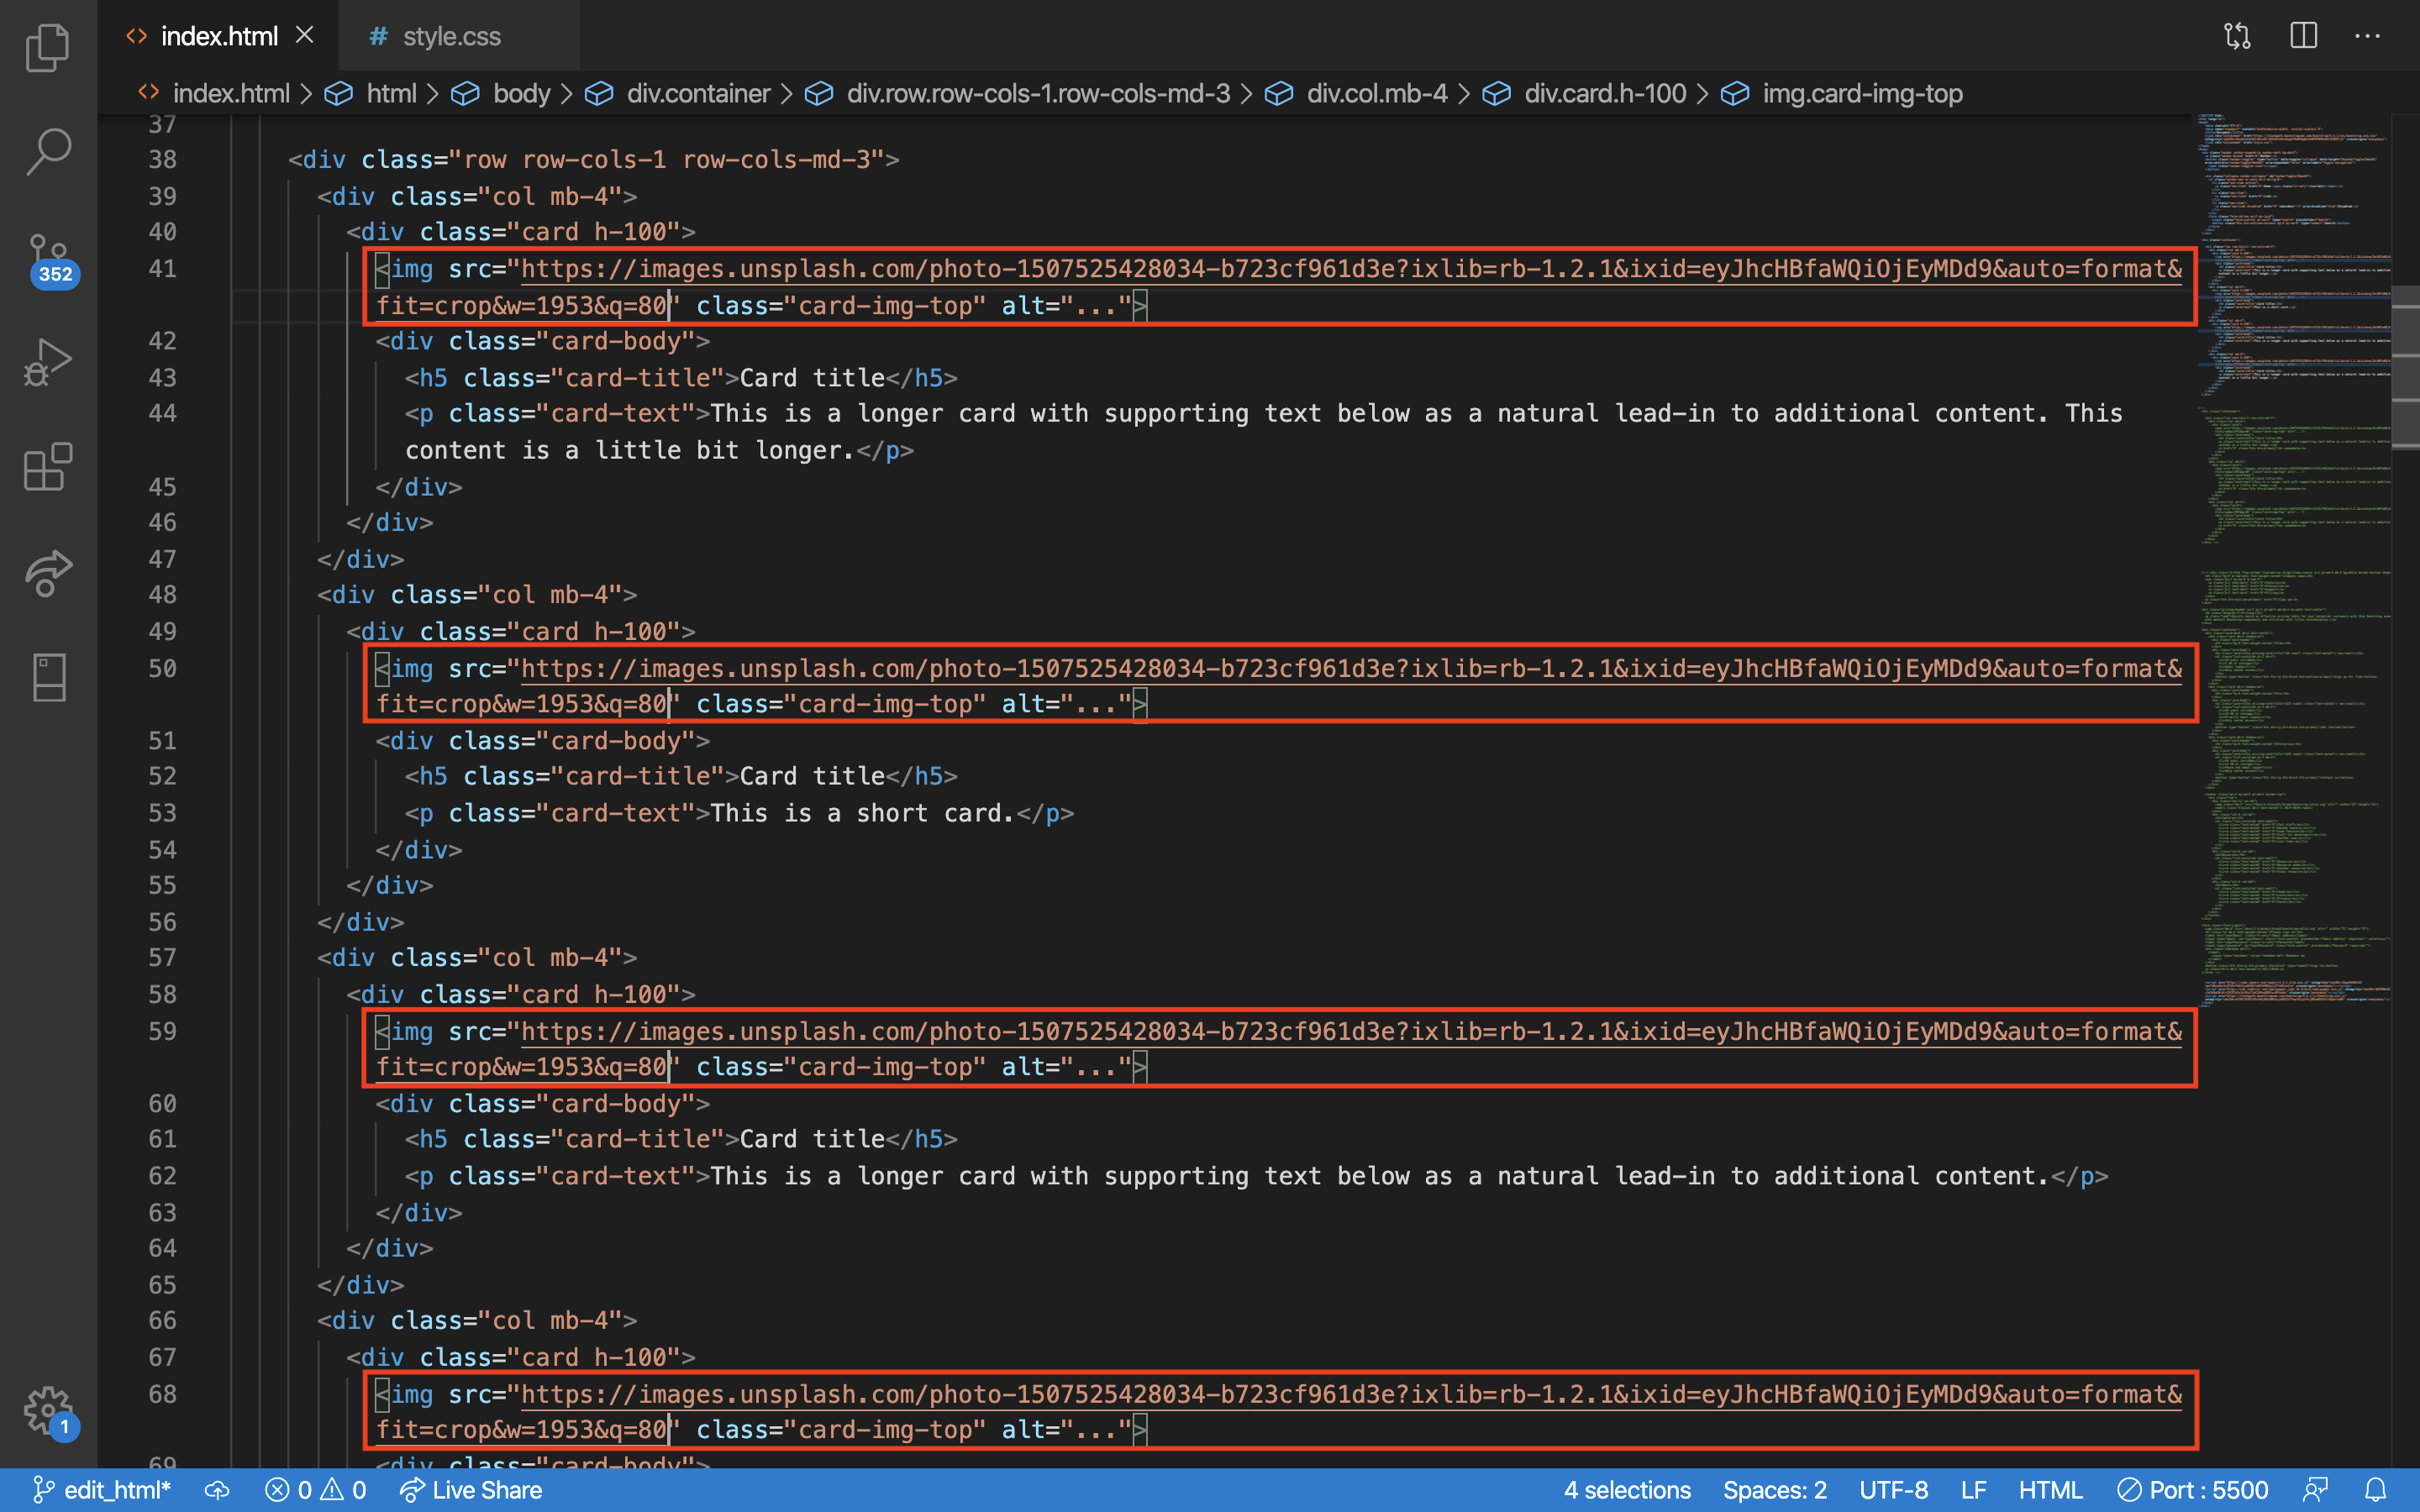 index.html
style.css
index.html > html > body > div.container > div.row.row-cols-1.row-cols-md-3 > div.col.mb-4 > div.card.h-100 > img.card-img-top
37
38 <div class="row row-cols-1 row-cols-md-3">
39 <div class="col mb-4">
40 <div class="card h-100">
41 <img src="https://images.unsplash.com/photo-1507525428034-b723cf961d3e?ixlib=rb-1.2.1&ixid=eyJhcHBfaWQiOjEyMDd9&auto=format&
fit=crop&w=1953&q=80" class="card-img-top" alt="...">
42 <div class="card-body">
43 <h5 class="card-title">Card title</h5>
44 <p class="card-text">This is a longer card with supporting text below as a natural lead-in to additional content. This
content is a little bit longer.</p>
45 </div>
46 </div>
47 </div>
48 <div class="col mb-4">
49 <div class="card h-100">
50 <img src="https://images.unsplash.com/photo-1507525428034-b723cf961d3e?ixlib=rb-1.2.1&ixid=eyJhcHBfaWQiOjEyMDd9&auto=format&
fit=crop&w=1953&q=80" class="card-img-top" alt="...">
51 <div class="card-body">
52 <h5 class="card-title">Card title</h5>
53 <p class="card-text">This is a short card.</p>
54 </div>
55 </div>
56 </div>
57 <div class="col mb-4">
58 <div class="card h-100">
59 <img src="https://images.unsplash.com/photo-1507525428034-b723cf961d3e?ixlib=rb-1.2.1&ixid=eyJhcHBfaWQiOjEyMDd9&auto=format&
fit=crop&w=1953&q=80" class="card-img-top" alt="...">
60 <div class="card-body">
61 <h5 class="card-title">Card title</h5>
62 <p class="card-text">This is a longer card with supporting text below as a natural lead-in to additional content.</p>
63 </div>
64 </div>
65 </div>
66 <div class="col mb-4">
67 <div class="card h-100">
68 <img src="https://images.unsplash.com/photo-1507525428034-b723cf961d3e?ixlib=rb-1.2.1&ixid=eyJhcHBfaWQiOjEyMDd9&auto=format&
fit=crop&w=1953&q=80" class="card-img-top" alt="...">
69 <div class="card-body">
352
1
edit_html* 0 0 Live Share 4 selections Spaces: 2 UTF-8 LF HTML Port : 5500